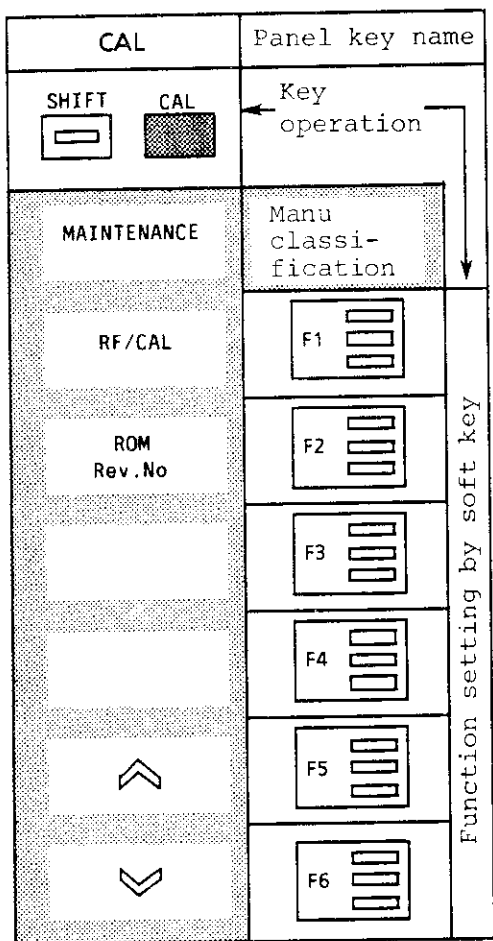 CAL
Panel key name
SHIFT CAL
Key
operation
MAINTENANCE
Manu
classi-
fication
RF/CAL
F1
ROM
Rev.No
F2
F3
F4
F5
F6
Function setting by soft key